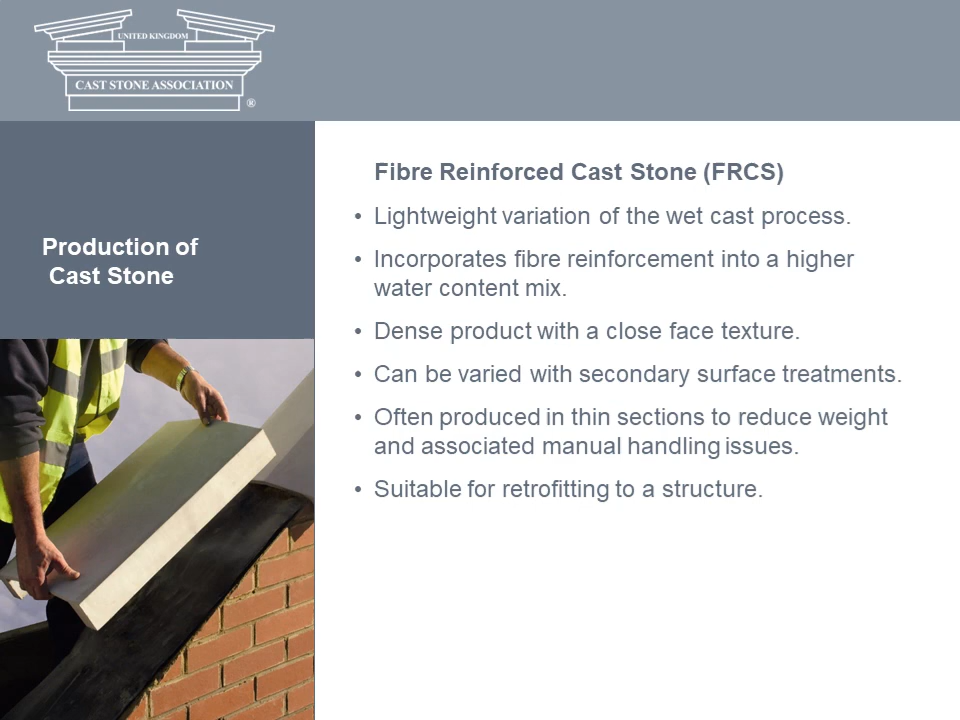 UNITED KINGDOM
CAST STONE ASSOCIATION
®
Production of
Cast Stone
Fibre Reinforced Cast Stone (FRCS)
• Lightweight variation of the wet cast process.
• Incorporates fibre reinforcement into a higher
water content mix.
• Dense product with a close face texture.
• Can be varied with secondary surface treatments.
• Often produced in thin sections to reduce weight
and associated manual handling issues.
• Suitable for retrofitting to a structure.